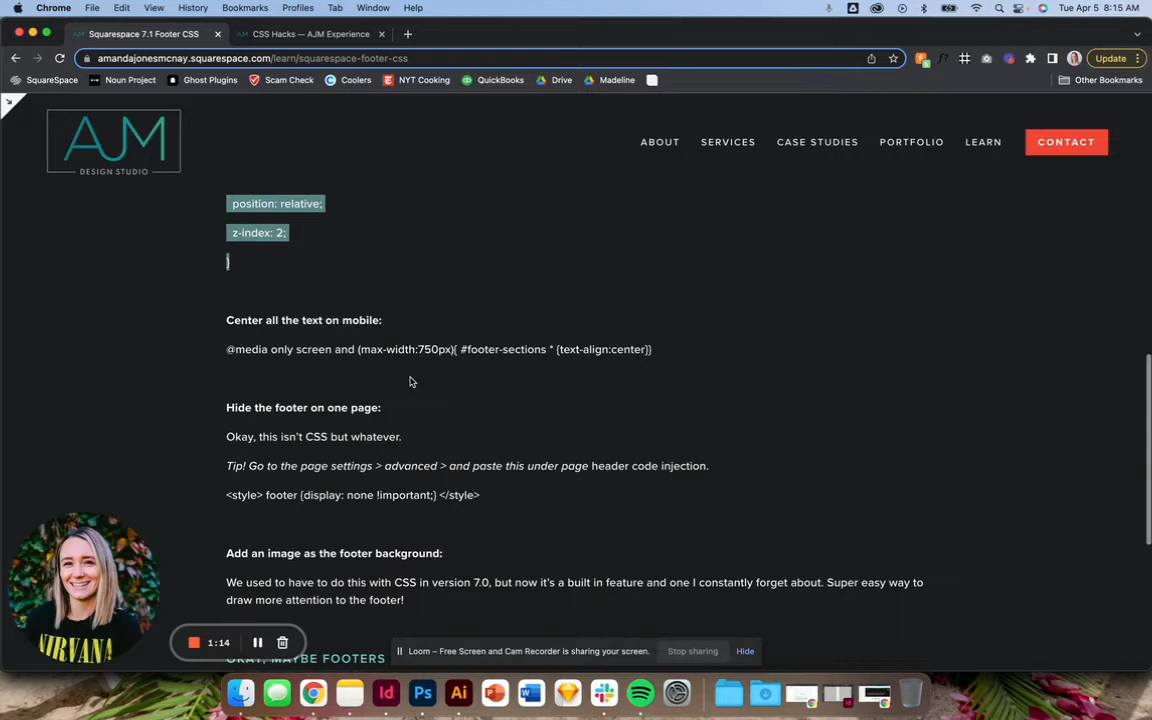 Chrome File Edit View History Bookmarks Profiles Tab Window Help
Tue Apr 5 8:15 AM
Squarespace 7.1 Footer CSS
CSS Hacks — AJM Experience
amandajonesmcnay.squarespace.com/learn/squarespace-footer-css
Update
SquareSpace
Noun Project
Ghost Plugins
Scam Check
Coolers
NYT Cooking
QuickBooks
Drive
Madeline
Other Bookmarks
AJM
DESIGN STUDIO
ABOUT SERVICES CASE STUDIES PORTFOLIO LEARN CONTACT
position: relative;
z-index: 2;
}
Center all the text on mobile:
@media only screen and (max-width:750px){ #footer-sections * {text-align:center}}
Hide the footer on one page:
Okay, this isn't CSS but whatever.
Tip! Go to the page settings > advanced > and paste this under page header code injection.
<style> footer {display: none !important;} </style>
Add an image as the footer background:
We used to have to do this with CSS in version 7.0, but now it's a built in feature and one I constantly forget about. Super easy way to
draw more attention to the footer!
NIRVANA
1:14
OKAY, MAYBE FOOTERS
Loom – Free Screen and Cam Recorder is sharing your screen.
Stop sharing
Hide